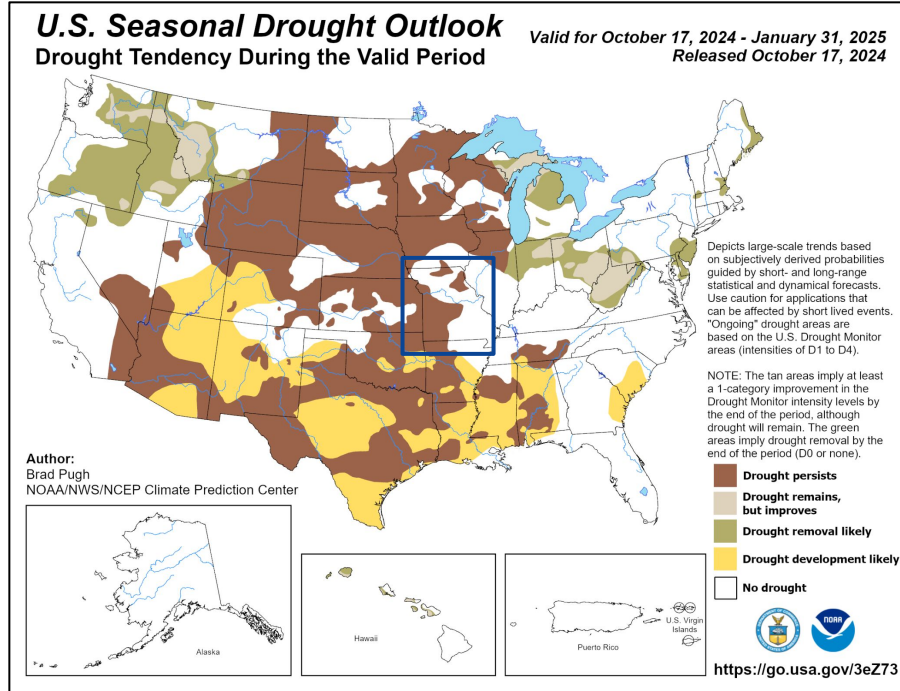 U.S. Seasonal Drought Outlook
Drought Tendency During the Valid Period
Valid for October 17, 2024 - January 31, 2025
Released October 17, 2024
Depicts large-scale trends based
on subjectively derived probabilities
guided by short- and long-range
statistical and dynamical forecasts.
Use caution for applications that
can be affected by short lived events.
"Ongoing" drought areas are
based on the U.S. Drought Monitor
areas (intensities of D1 to D4).
NOTE: The tan areas imply at least
a 1-category improvement in the
Drought Monitor intensity levels by
the end of the period, although
drought will remain. The green
areas imply drought removal by the
end of the period (D0 or none).
Author:
Brad Pugh
NOAA/NWS/NCEP Climate Prediction Center
Drought persists
Drought remains,
but improves
Drought removal likely
Drought development likely
No drought
Alaska
Hawaii
Puerto Rico
U.S. Virgin
Islands
NOAA
https://go.usa.gov/3eZ73